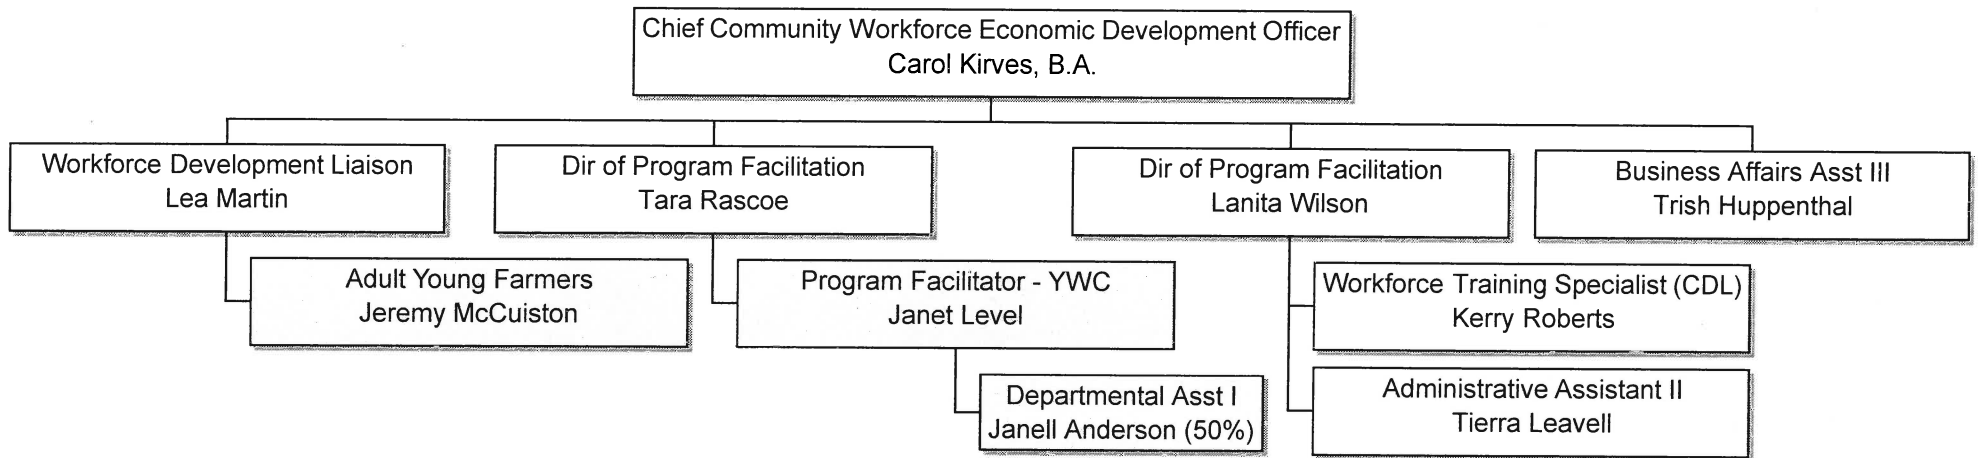 Chief Community Workforce Economic Development Officer
Carol Kirves, B.A.
Workforce Development Liaison
Lea Martin
Dir of Program Facilitation
Tara Rascoe
Dir of Program Facilitation
Lanita Wilson
Business Affairs Asst III
Trish Huppenthal
Adult Young Farmers
Jeremy McCuiston
Program Facilitator - YWC
Janet Level
Workforce Training Specialist (CDL)
Kerry Roberts
Departmental Asst I
Janell Anderson (50%)
Administrative Assistant II
Tierra Leavell